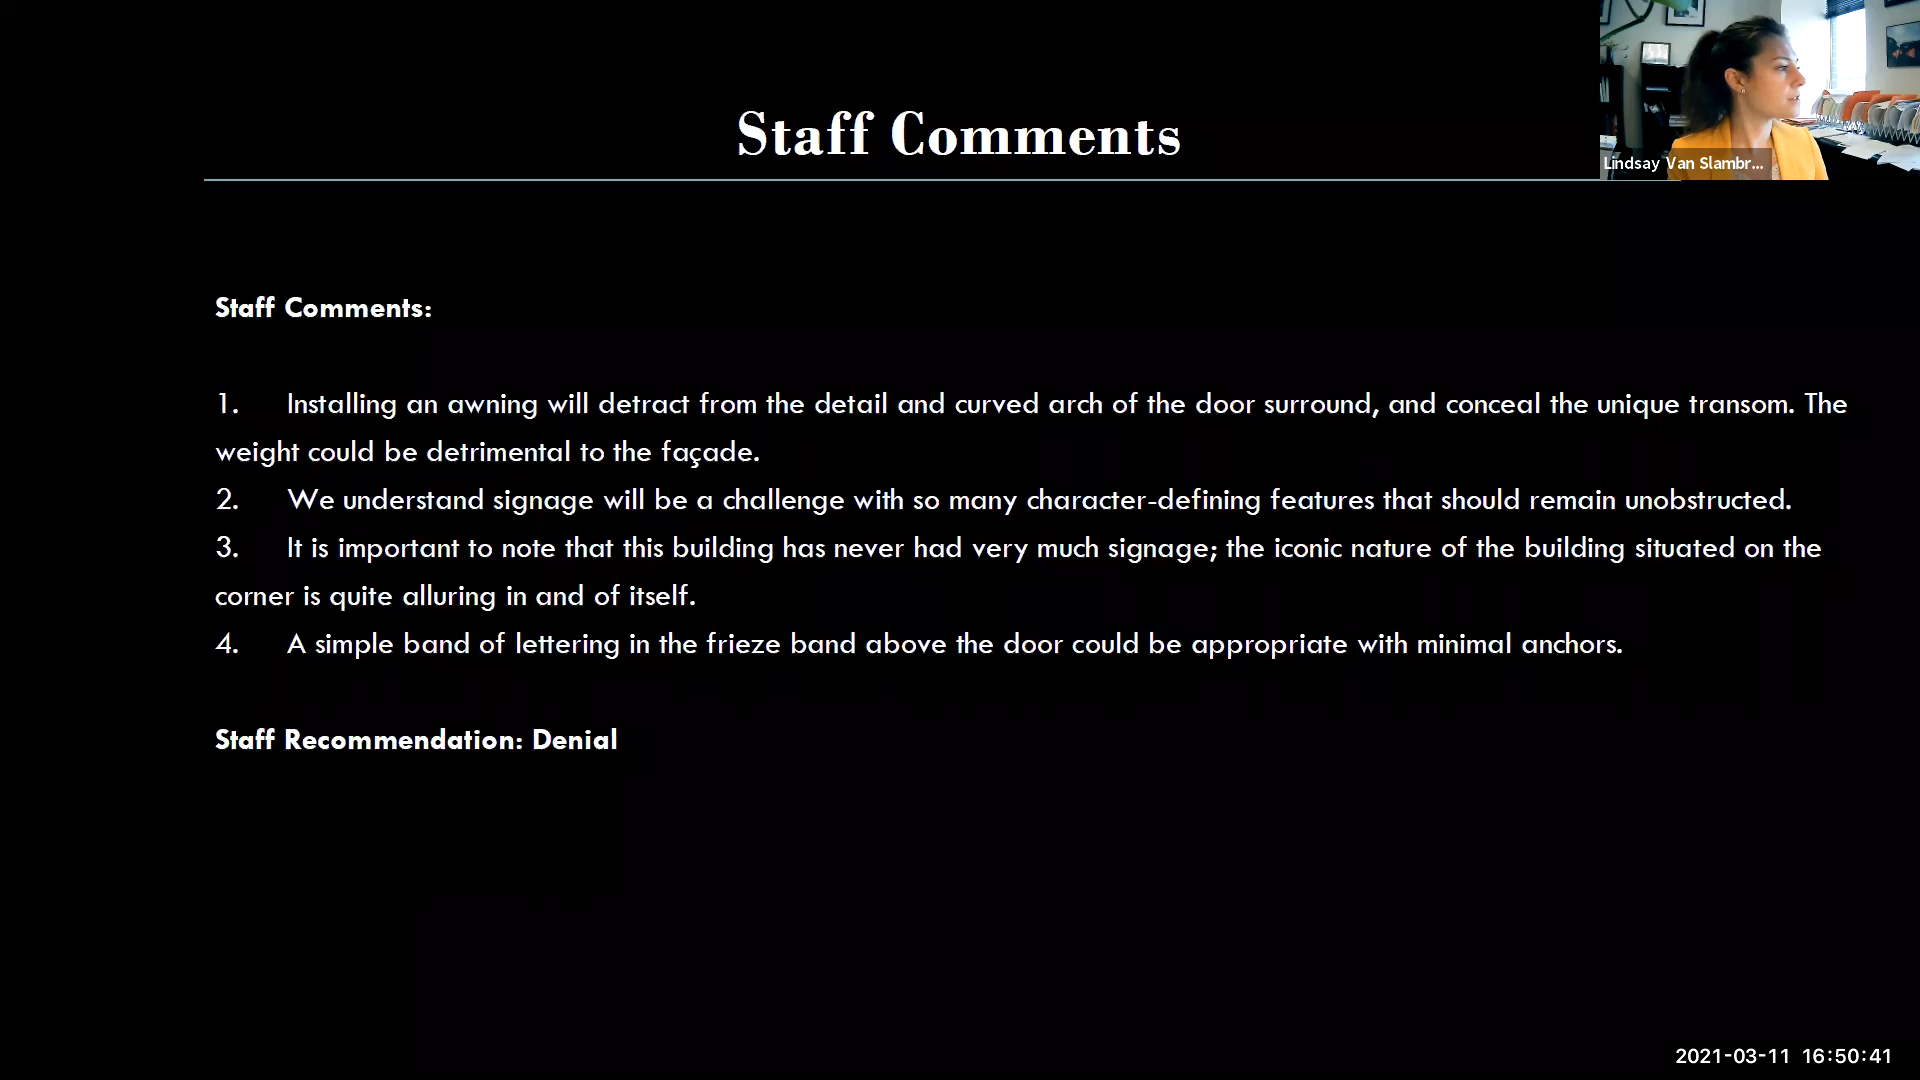 Staff Comments
Lindsay Van Slambr...
Staff Comments:
1. Installing an awning will detract from the detail and curved arch of the door surround, and conceal the unique transom. The
weight could be detrimental to the façade.
2. We understand signage will be a challenge with so many character-defining features that should remain unobstructed.
3. It is important to note that this building has never had very much signage; the iconic nature of the building situated on the
corner is quite alluring in and of itself.
4. A simple band of lettering in the frieze band above the door could be appropriate with minimal anchors.
Staff Recommendation: Denial
2021-03-11 16:50:41